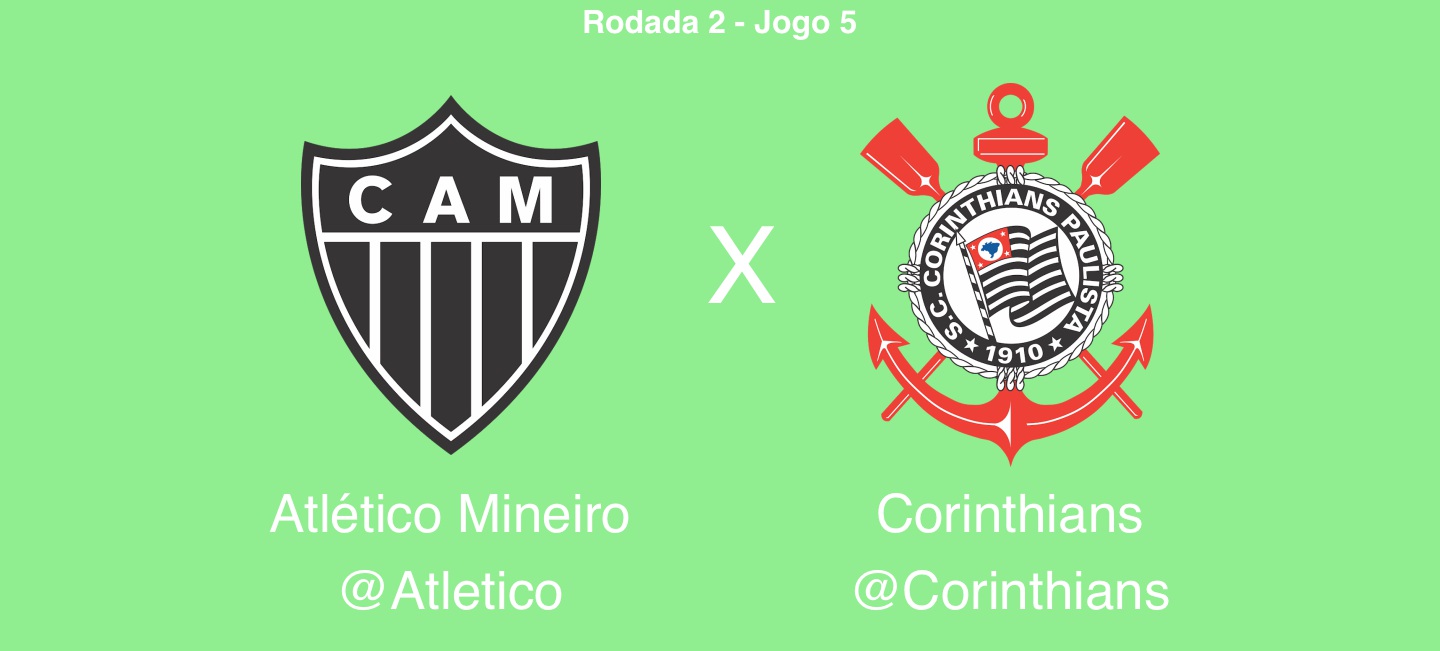 Rodada 2 - Jogo 5
CAM
X
S.C. CORINTHIANS PAULISTA
1910
Atlético Mineiro
Corinthians
@Atletico
@Corinthians